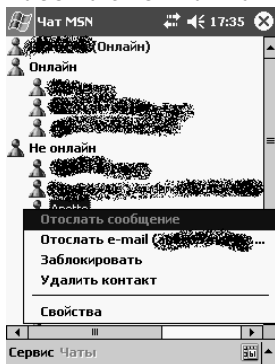 Чат MSN 17:35
(Онлайн)
Онлайн
Не онлайн
Отослать сообщение
Отослать e-mail (
...
Заблокировать
Удалить контакт
Свойства
Сервис Чаты